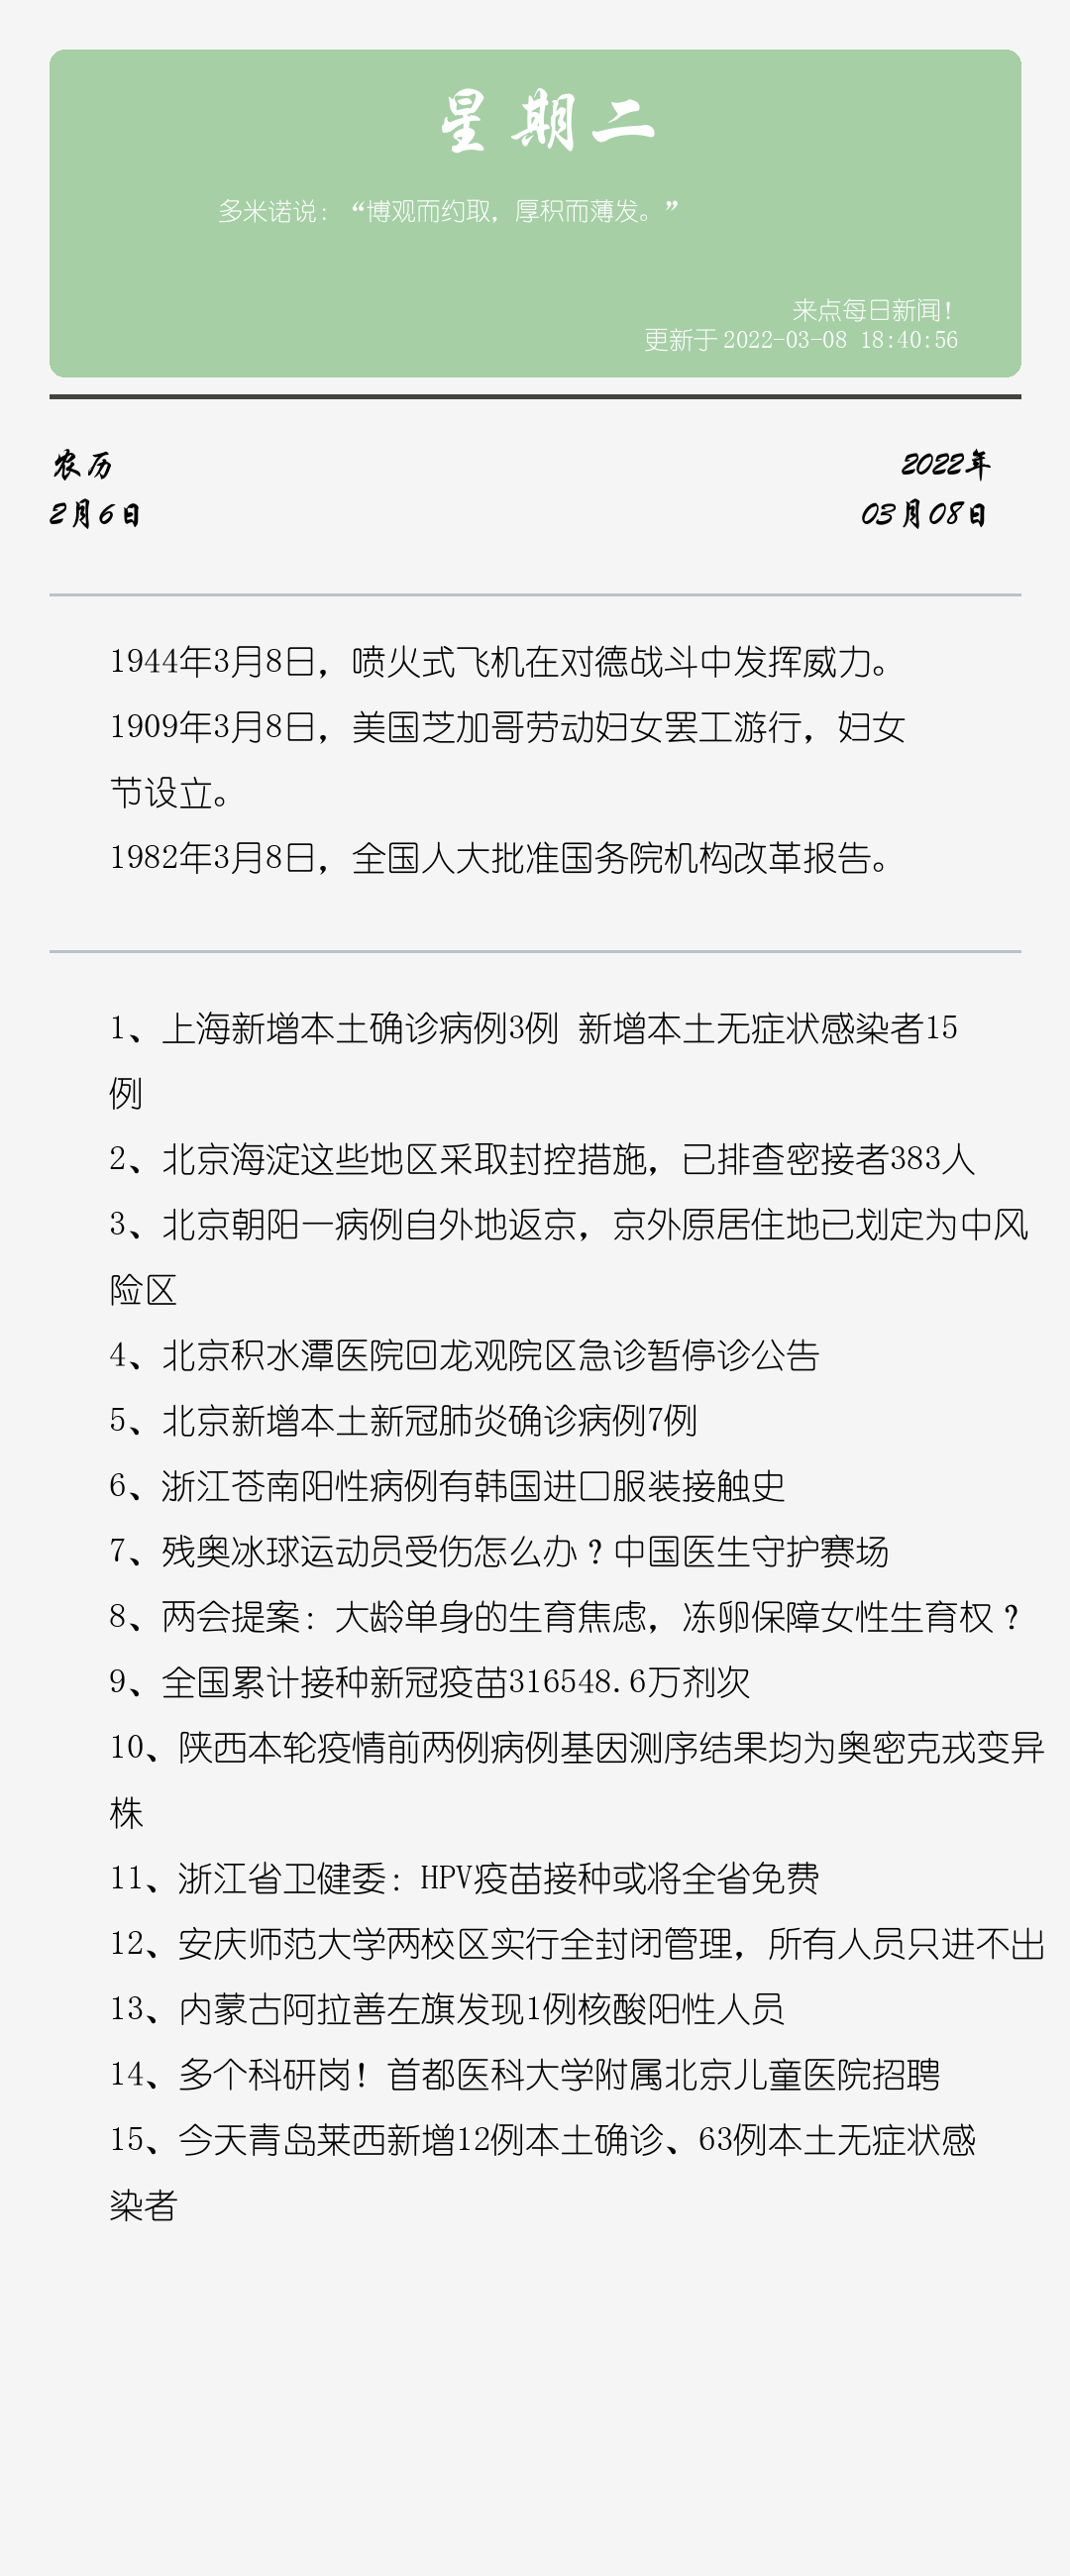 星期二
多米诺说：“博观而约取，厚积而薄发。”
来点每日新闻！
更新于2022-03-08 18:40:56
农历
2022年
2月6日
03月08日
1944年3月8日，喷火式飞机在对德战斗中发挥威力。
1909年3月8日，美国芝加哥劳动妇女罢工游行，妇女
节设立。
1982年3月8日，全国人大批准国务院机构改革报告。
1、上海新增本土确诊病例3例 新增本土无症状感染者15
例
2、北京海淀这些地区采取封控措施，已排查密接者383人
3、北京朝阳一病例自外地返京，京外原居住地已划定为中风
险区
4、北京积水潭医院回龙观院区急诊暂停诊公告
5、北京新增本土新冠肺炎确诊病例7例
6、浙江苍南阳性病例有韩国进口服装接触史
7、残奥冰球运动员受伤怎么办？中国医生守护赛场
8、两会提案：大龄单身的生育焦虑，冻卵保障女性生育权？
9、全国累计接种新冠疫苗316548.6万剂次
10、陕西本轮疫情前两例病例基因测序结果均为奥密克戎变异
株
11、浙江省卫健委：HPV疫苗接种或将全省免费
12、安庆师范大学两校区实行全封闭管理，所有人员只进不出
13、内蒙古阿拉善左旗发现1例核酸阳性人员
14、多个科研岗！首都医科大学附属北京儿童医院招聘
15、今天青岛莱西新增12例本土确诊、63例本土无症状感
染者